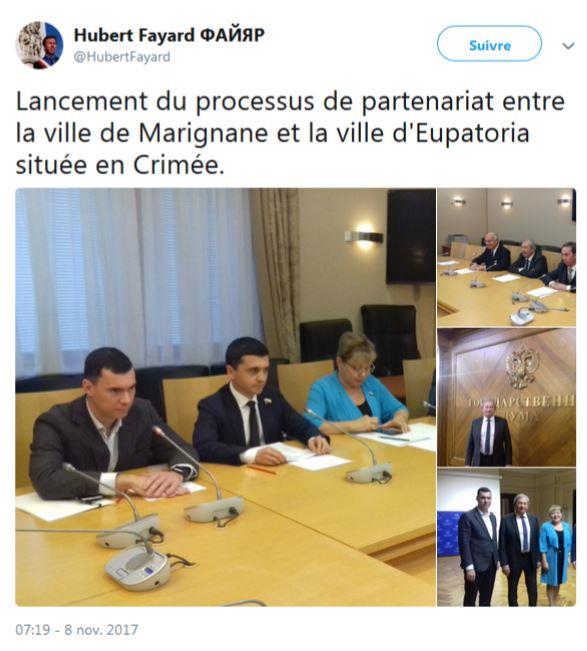 Hubert Fayard ФАЙЯР
@HubertFayard
Suivre
Lancement du processus de partenariat entre
la ville de Marignane et la ville d'Eupatoria
située en Crimée.
ДУМА
07:19 - 8 nov. 2017